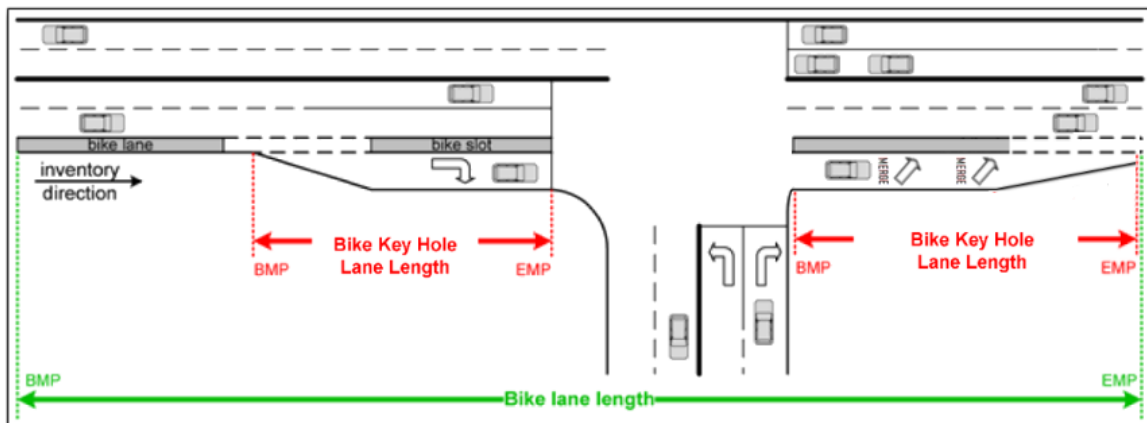 bike lane
bike slot
inventory
direction
MERGE
MERGE
Bike Key Hole
Lane Length
BMP
EMP
Bike Key Hole
Lane Length
BMP
EMP
BMP
EMP
Bike lane length